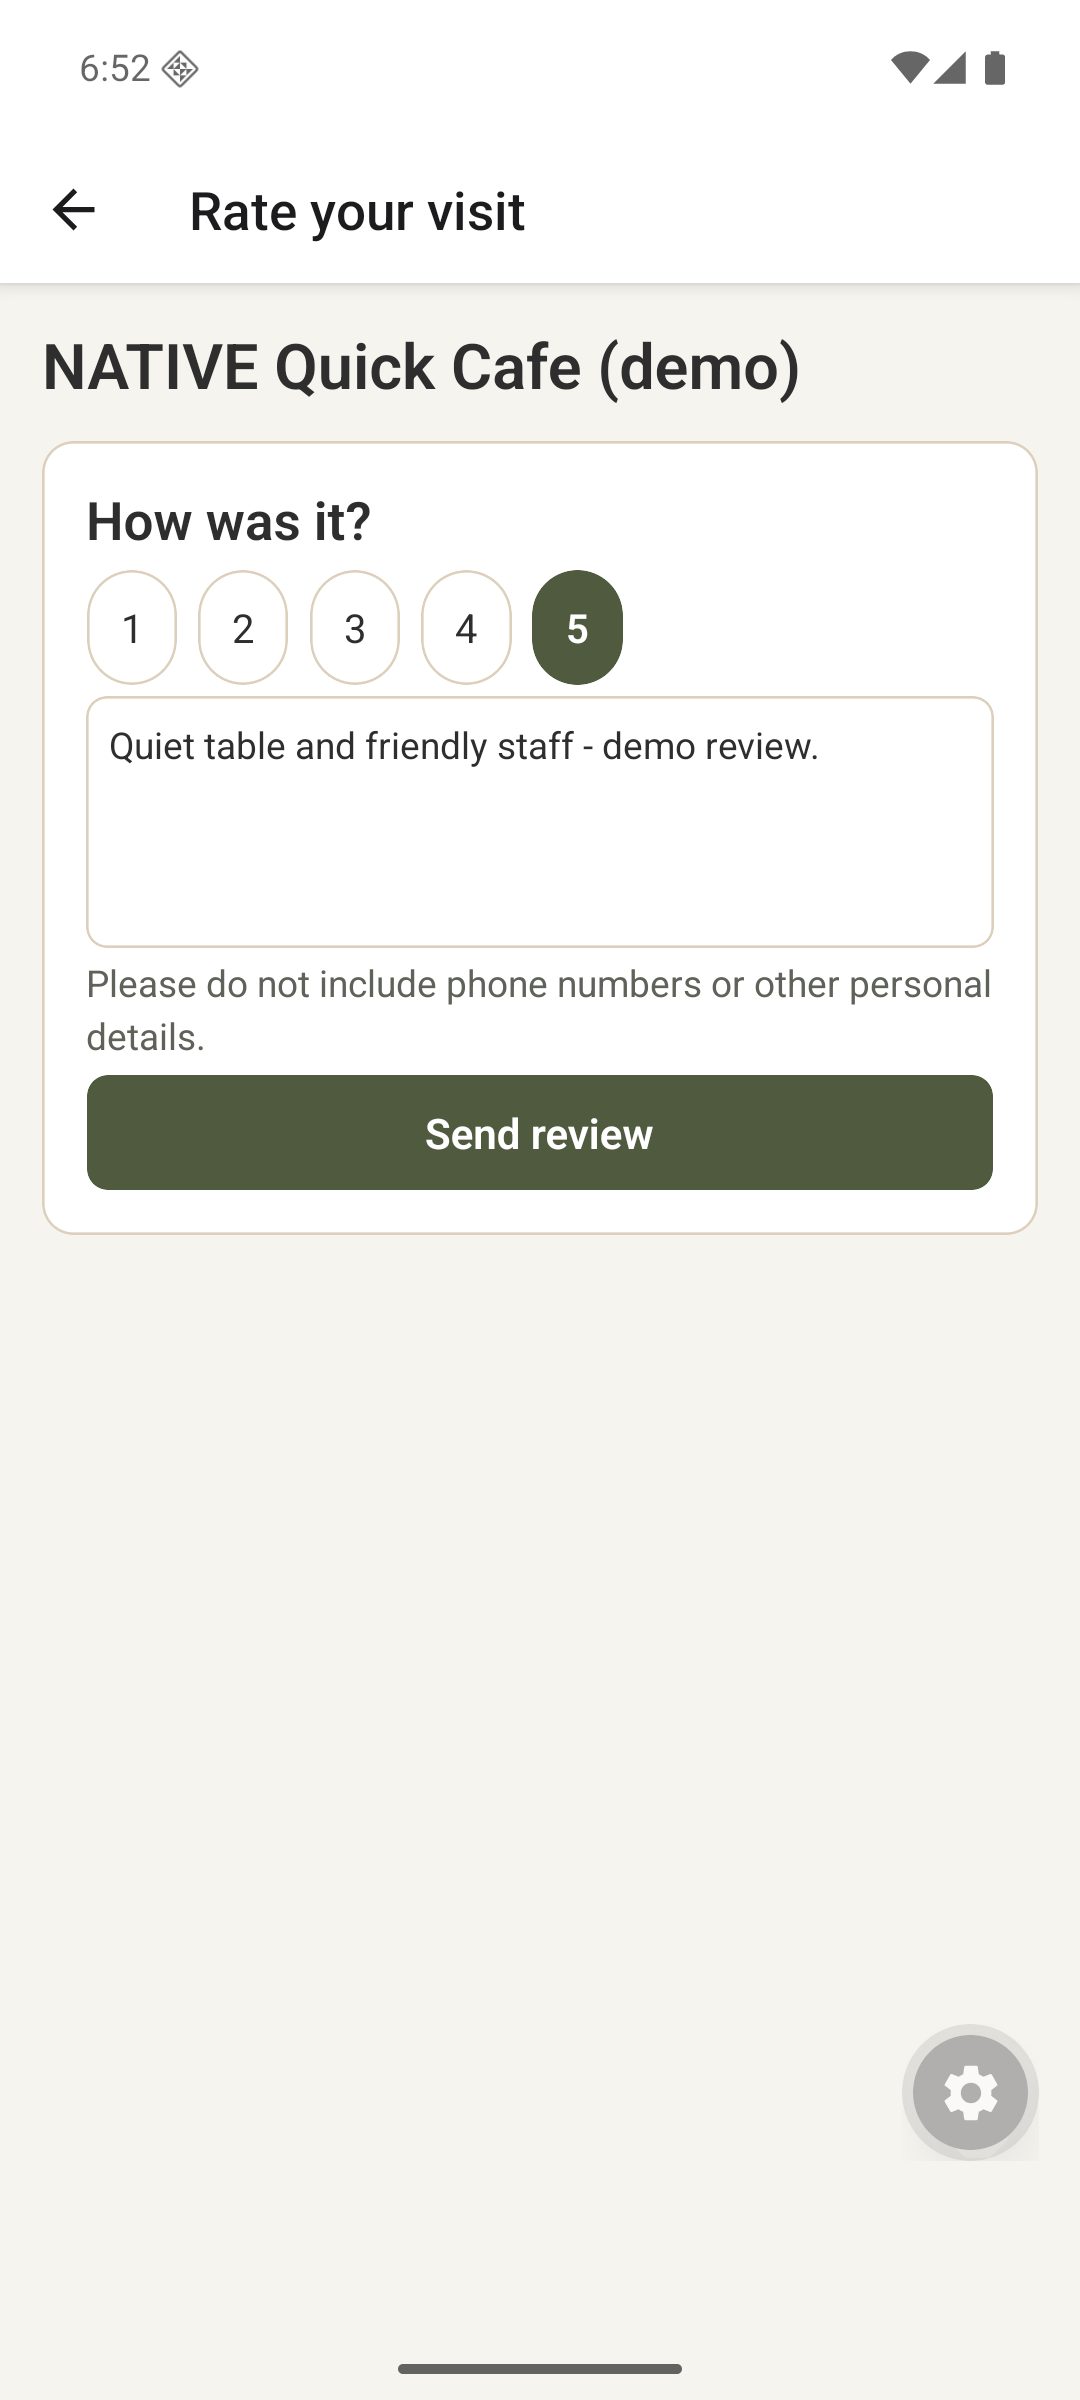 6:52
Rate your visit
NATIVE Quick Cafe (demo)
How was it?
1 2 3 4 5
Quiet table and friendly staff - demo review.
Please do not include phone numbers or other personal
details.
Send review